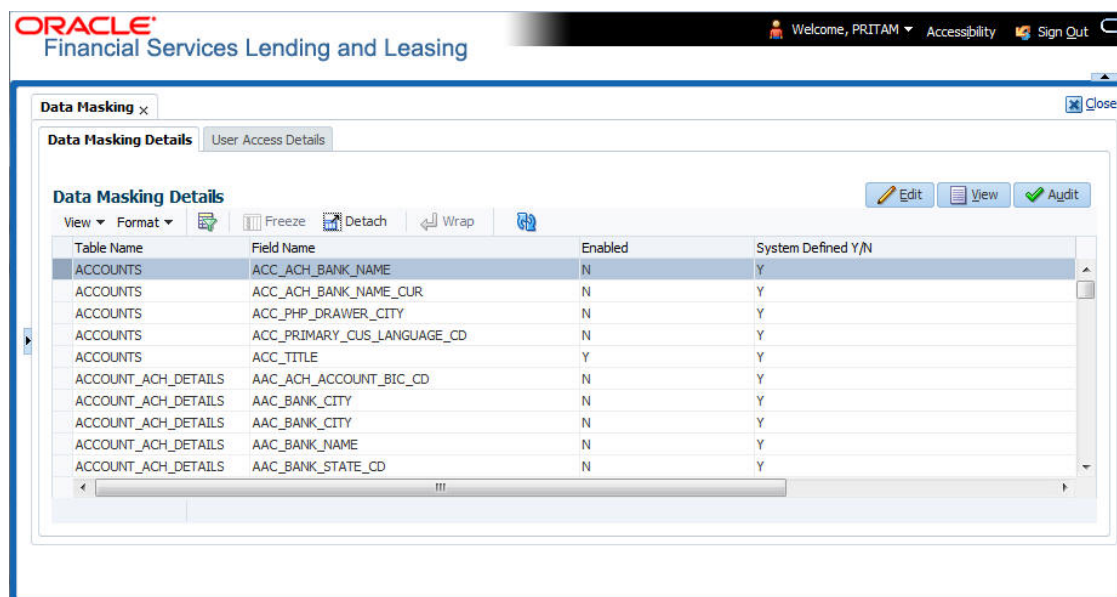 ORACLE®
Welcome, PRITAM Accessibility Sign Out
Financial Services Lending and Leasing
Data Masking x Close
Data Masking Details User Access Details
Data Masking Details Edit View Audit
View Format Freeze Detach Wrap
Table Name Field Name Enabled System Defined Y/N
ACCOUNTS ACC_ACH_BANK_NAME N Y
ACCOUNTS ACC_ACH_BANK_NAME_CUR N Y
ACCOUNTS ACC_PHP_DRAWER_CITY N Y
ACCOUNTS ACC_PRIMARY_CUS_LANGUAGE_CD N Y
ACCOUNTS ACC_TITLE Y Y
ACCOUNT_ACH_DETAILS AAC_ACH_ACCOUNT_BIC_CD N Y
ACCOUNT_ACH_DETAILS AAC_BANK_CITY N Y
ACCOUNT_ACH_DETAILS AAC_BANK_CITY N Y
ACCOUNT_ACH_DETAILS AAC_BANK_NAME N Y
ACCOUNT_ACH_DETAILS AAC_BANK_STATE_CD N Y